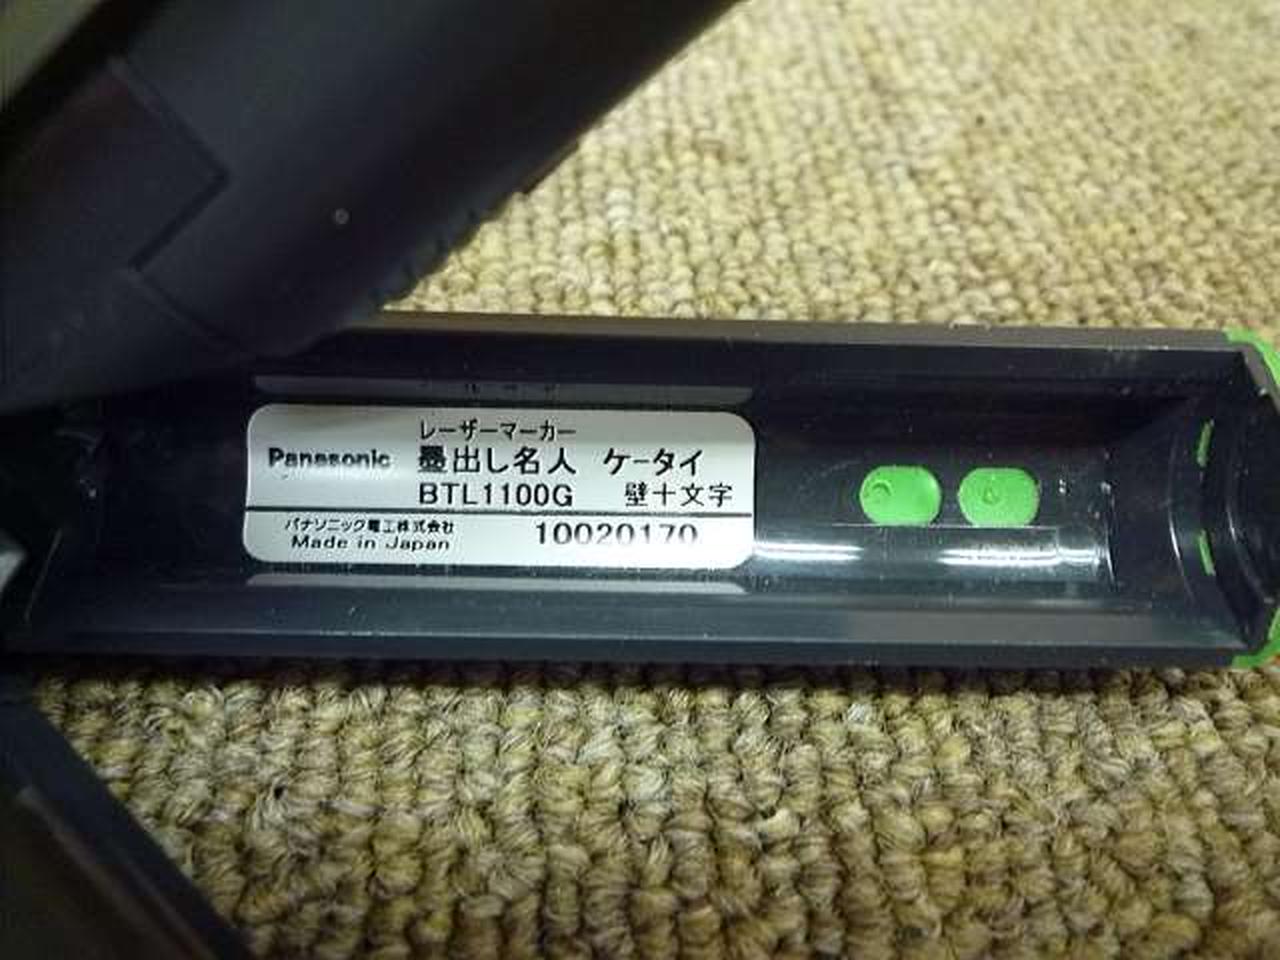 レーザーマーカー
Panasonic 墨出し名人 ケータイ
BTL1100G 壁十文字
パナソニック電工株式会社 10020170
Made in Japan